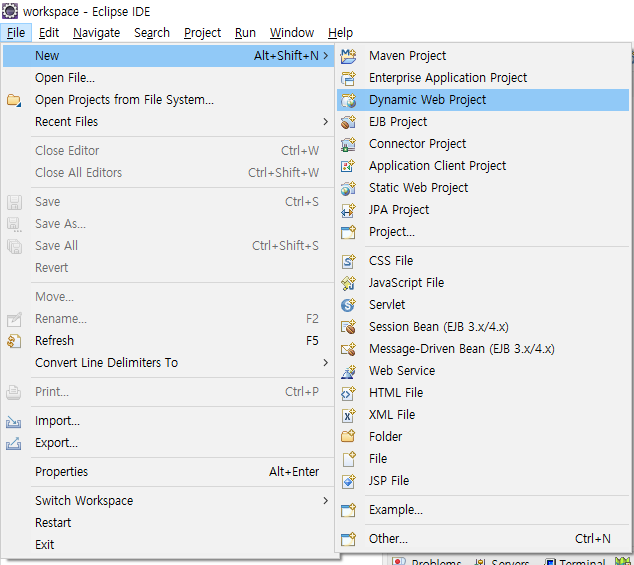 workspace - Eclipse IDE
File Edit Navigate Search Project Run Window Help
New Alt+Shift+N
Open File...
Open Projects from File System...
Recent Files
Close Editor Ctrl+W
Close All Editors Ctrl+Shift+W
Save Ctrl+S
Save As...
Save All Ctrl+Shift+S
Revert
Move...
Rename... F2
Refresh F5
Convert Line Delimiters To
Print... Ctrl+P
Import...
Export...
Properties Alt+Enter
Switch Workspace
Restart
Exit
Maven Project
Enterprise Application Project
Dynamic Web Project
EJB Project
Connector Project
Application Client Project
Static Web Project
JPA Project
Project...
CSS File
JavaScript File
Servlet
Session Bean (EJB 3.x/4.x)
Message-Driven Bean (EJB 3.x/4.x)
Web Service
HTML File
XML File
Folder
File
JSP File
Example...
Other... Ctrl+N
Problems Servers Terminal